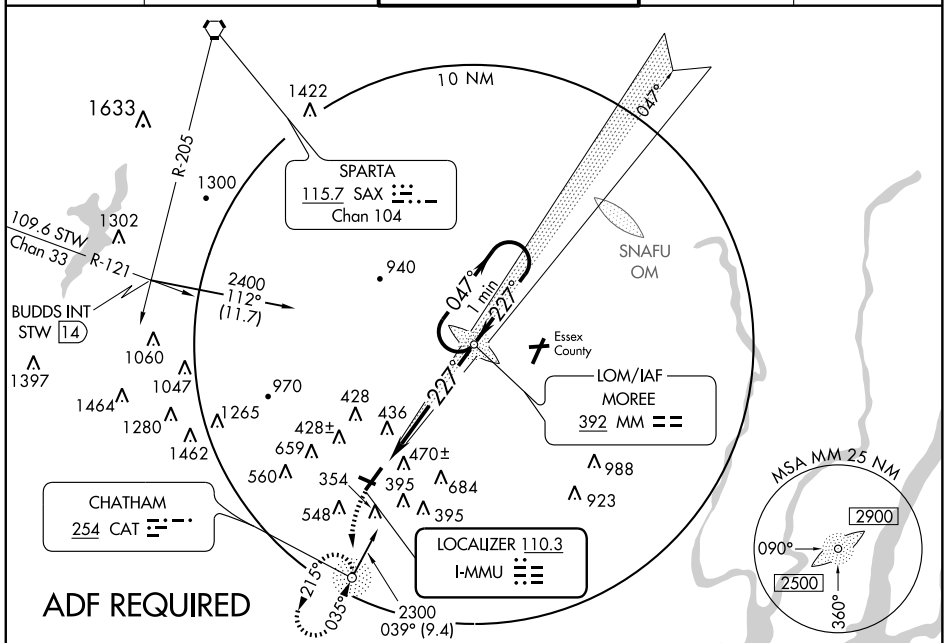 10 NM
1422
1633
R-205
SPARTA
115.7 SAX
Chan 104
1300
047°
SNAFU
OM
109.6 STW
Chan 33
R-121
1302
940
2400
112°
(11.7)
047°
1 min
227°
BUDDS INT
STW 14
Essex
County
1060
1397
1047
LOM/IAF
MOREE
392 MM
227°
1464
970
1280
1265
428
436
1462
428±
659
470±
988
560
354
395
684
923
548
395
MSA MM 25 NM
2900
090°
2500
360°
CHATHAM
254 CAT
LOCALIZER 110.3
I-MMU
215°
035°
2300
039° (9.4)
ADF REQUIRED